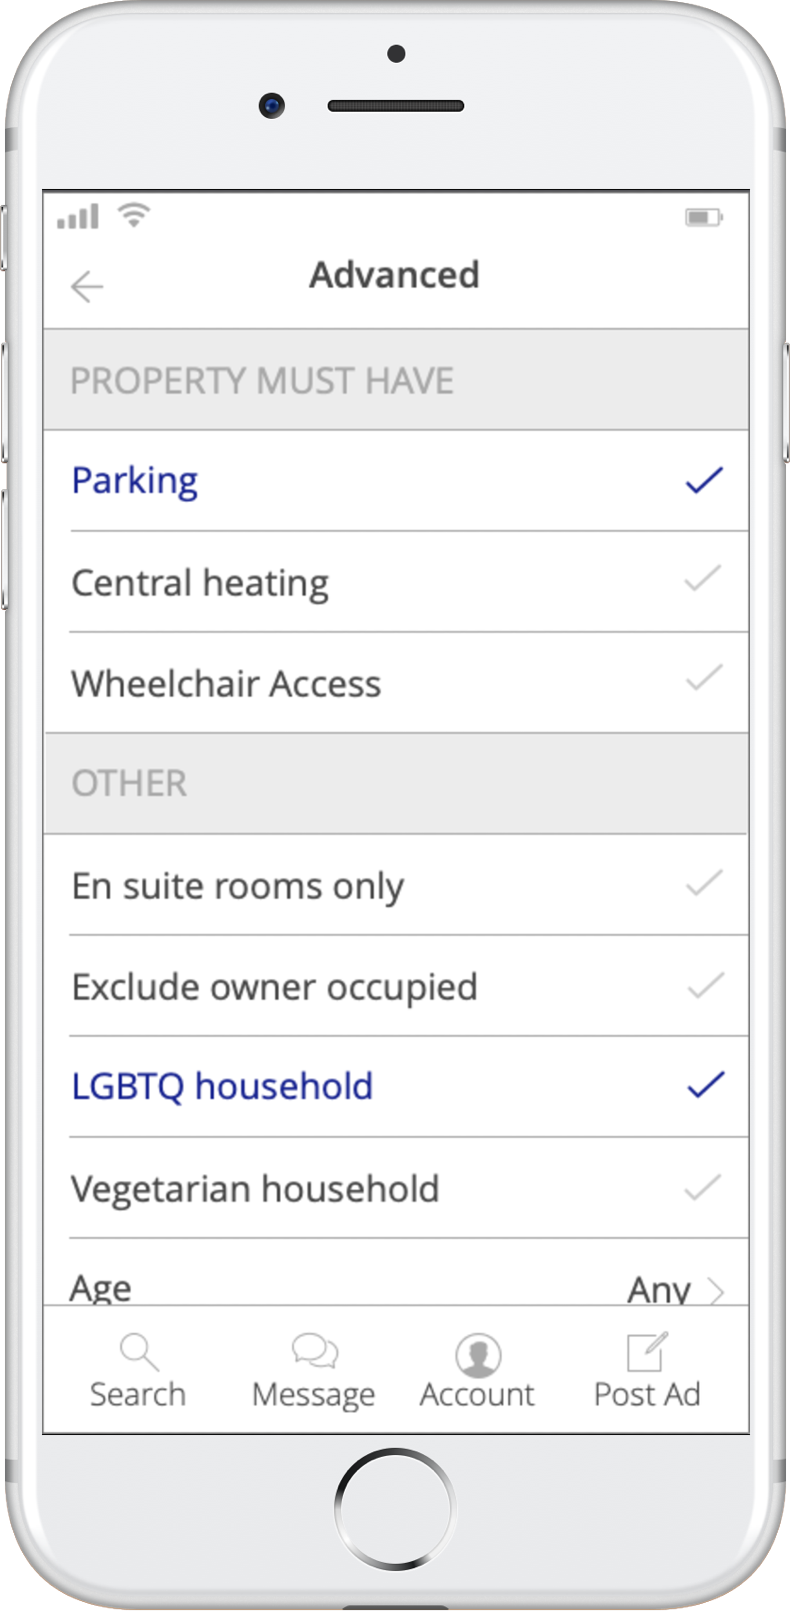 Advanced
PROPERTY MUST HAVE
Parking
Central heating
Wheelchair Access
OTHER
En suite rooms only
Exclude owner occupied
LGBTQ household
Vegetarian household
Age Any
Search Message Account Post Ad